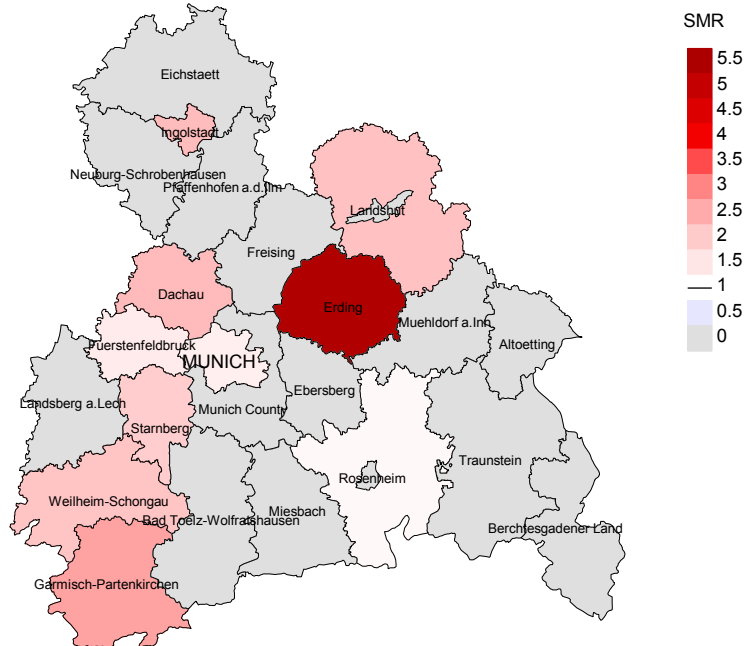 SMR
5.5
5
4.5
4
3.5
3
2.5
2
1.5
1
0.5
0
Eichstaett
Ingolstadt
Neuburg-Schrobenhausen
Pfaffenhofen a.d.Ilm
Landshut
Freising
Dachau
Erding
Muehldorf a.Inn
Altoetting
Fuerstenfeldbruck
MUNICH
Ebersberg
Landsberg a.Lech
Munich County
Starnberg
Traunstein
Rosenheim
Weilheim-Schongau
Miesbach
Bad Toelz-Wolfratshausen
Berchtesgadener Land
Garmisch-Partenkirchen